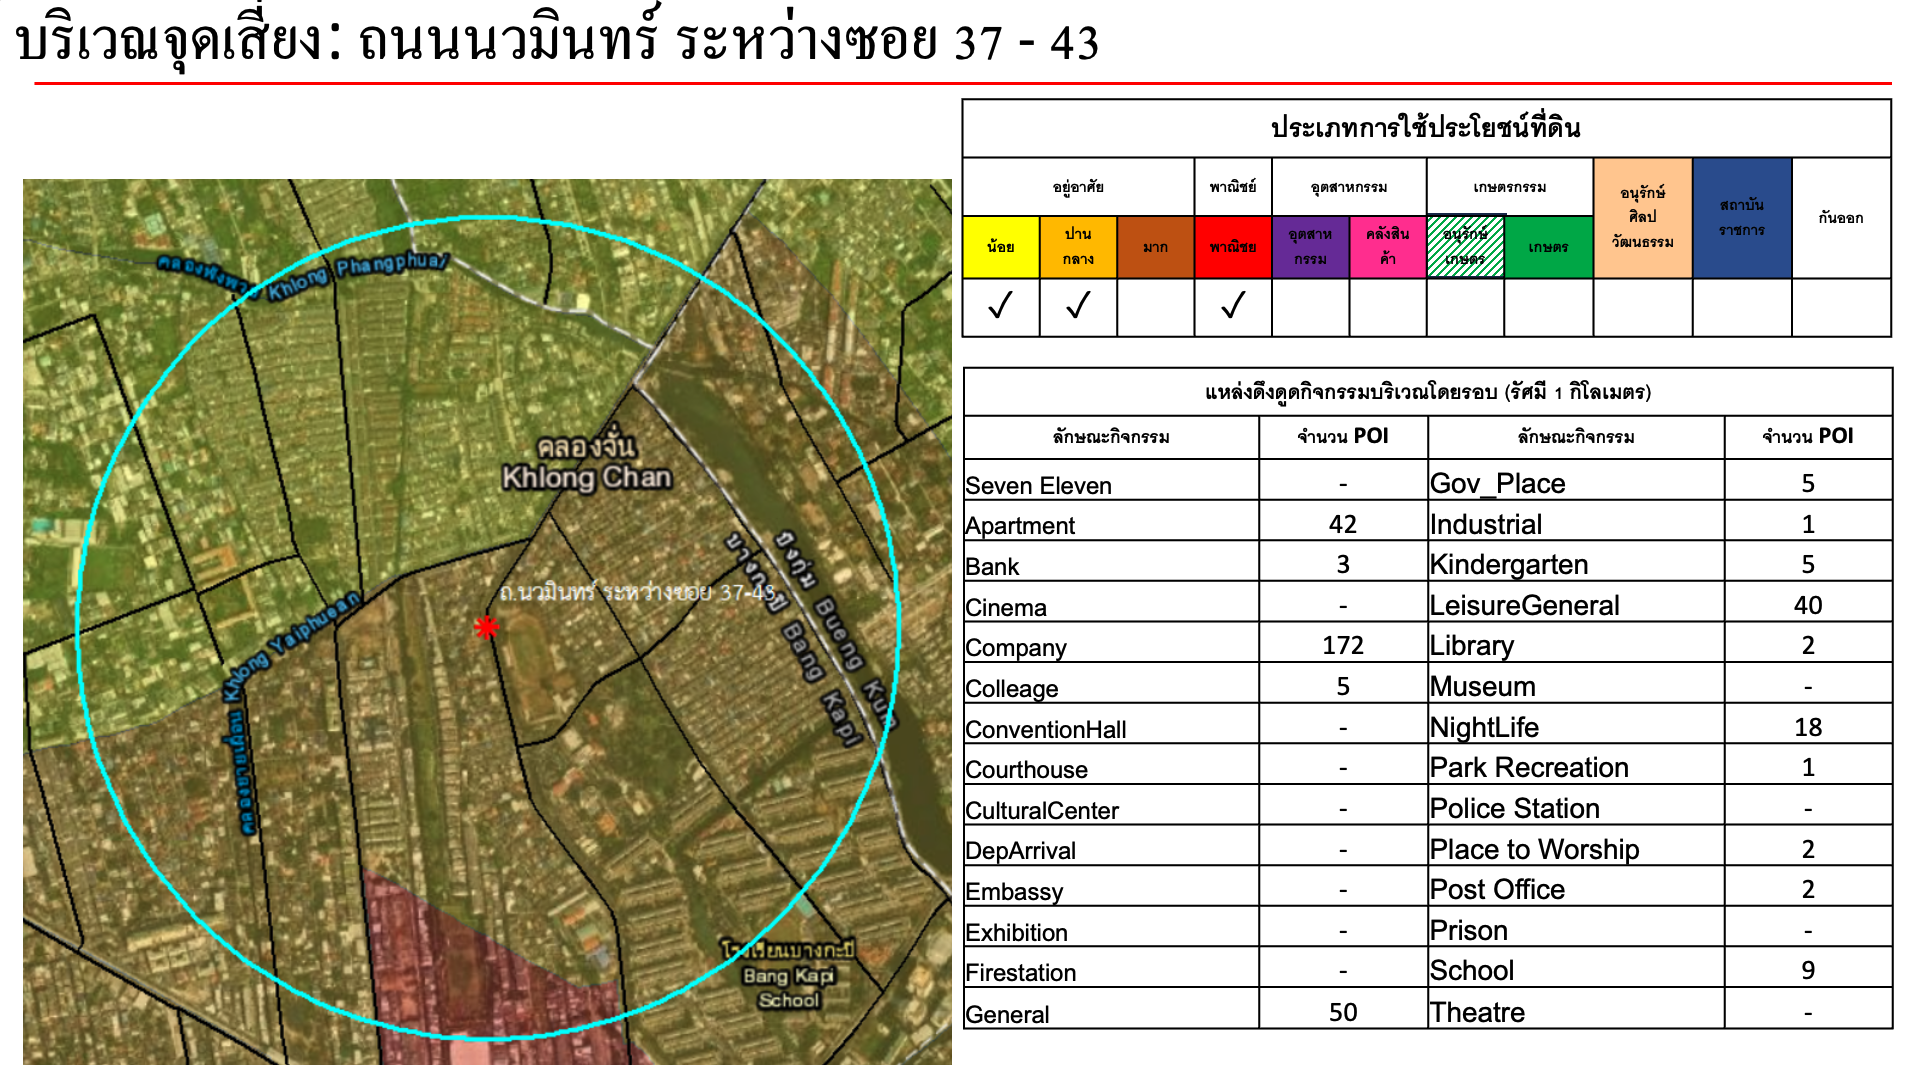 บริเวณจุดเสี่ยง: ถนนนวมินทร์ ระหว่างซอย 37 - 43
คลองพังพวย Khlong Phangphuai
คลองจั่น
Khlong Chan
ถ.นวมินทร์ ระหว่างซอย 37-43
บึงกุ่ม Bueng Kum
บางกะปิ Bang Kapi
คลองยายเผื่อน Khlong Yaiphuean
โรงเรียนบางกะปิ
Bang Kapi
School
ประเภทการใช้ประโยชน์ที่ดิน
อยู่อาศัย พาณิชย์ อุตสาหกรรม เกษตรกรรม อนุรักษ์ศิลปวัฒนธรรม สถาบันราชการ กันออก
น้อย ปานกลาง มาก พาณิชย อุตสาหกรรม คลังสินค้า อนุรักษ์เกษตร เกษตร
✓ ✓ ✓
แหล่งดึงดูดกิจกรรมบริเวณโดยรอบ (รัศมี 1 กิโลเมตร)
ลักษณะกิจกรรม จำนวน POI ลักษณะกิจกรรม จำนวน POI
Seven Eleven - Gov_Place 5
Apartment 42 Industrial 1
Bank 3 Kindergarten 5
Cinema - LeisureGeneral 40
Company 172 Library 2
Colleage 5 Museum -
ConventionHall - NightLife 18
Courthouse - Park Recreation 1
CulturalCenter - Police Station -
DepArrival - Place to Worship 2
Embassy - Post Office 2
Exhibition - Prison -
Firestation - School 9
General 50 Theatre -